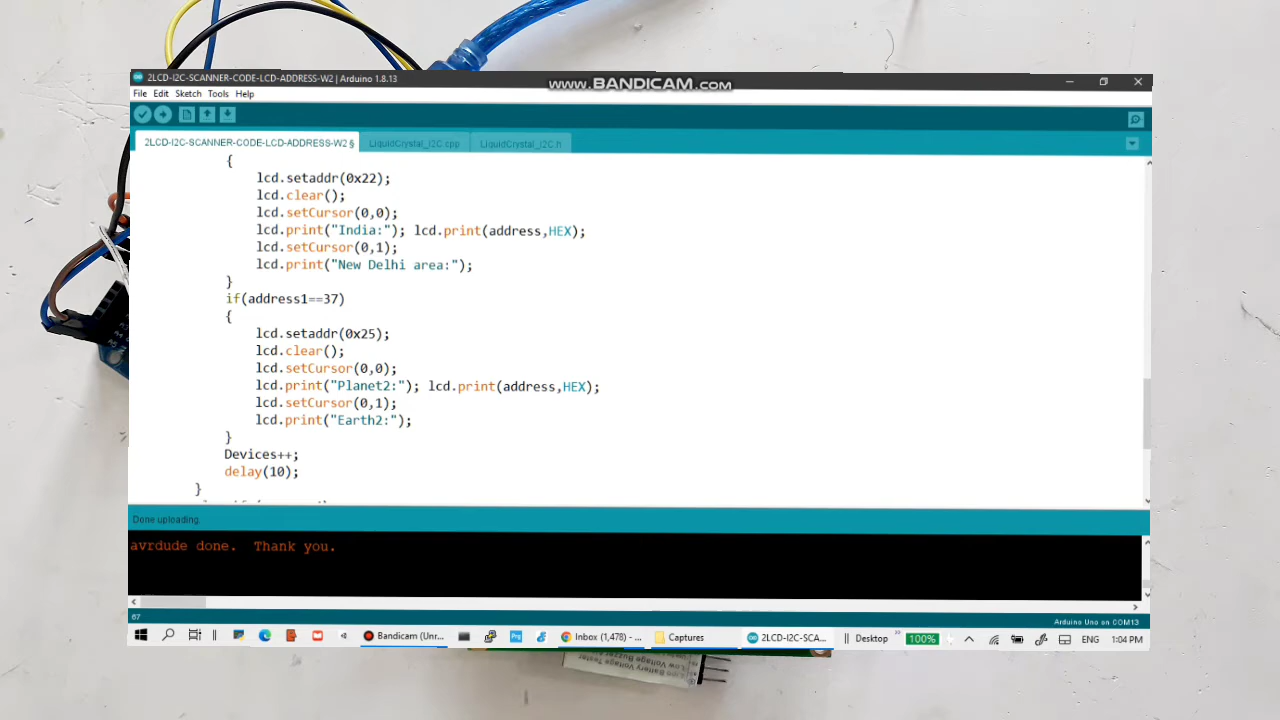 2LCD-I2C-SCANNER-CODE-LCD-ADDRESS-W2 | Arduino 1.8.13
www.BANDICAM.com
File Edit Sketch Tools Help
2LCD-I2C-SCANNER-CODE-LCD-ADDRESS-W2 § LiquidCrystal_I2C.cpp LiquidCrystal_I2C.h
{
lcd.setaddr(0x22);
lcd.clear();
lcd.setCursor(0,0);
lcd.print("India:"); lcd.print(address,HEX);
lcd.setCursor(0,1);
lcd.print("New Delhi area:");
}
if(address1==37)
{
lcd.setaddr(0x25);
lcd.clear();
lcd.setCursor(0,0);
lcd.print("Planet2:"); lcd.print(address,HEX);
lcd.setCursor(0,1);
lcd.print("Earth2:");
}
Devices++;
delay(10);
}
Done uploading.
avrdude done.  Thank you.
67
Arduino Uno on COM13
Bandicam (Unr... Inbox (1,478) - ... Captures 2LCD-I2C-SCA... Desktop 100% ENG 1:04 PM
Voltage Tester
Voltage Buzzer